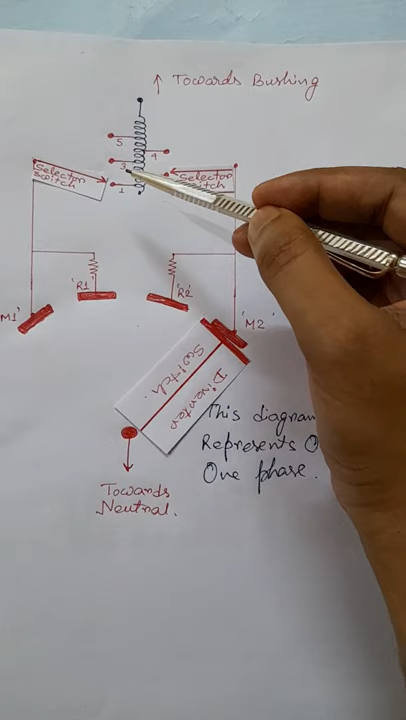 ↑ Towards Bushing
5
4
3
Selector
switch
Selector
switch
1
'R1'
'R2'
M1'
'M2'
Diverter
Switch.
This diagram
Represents O
One phase.
Towards
Neutral.